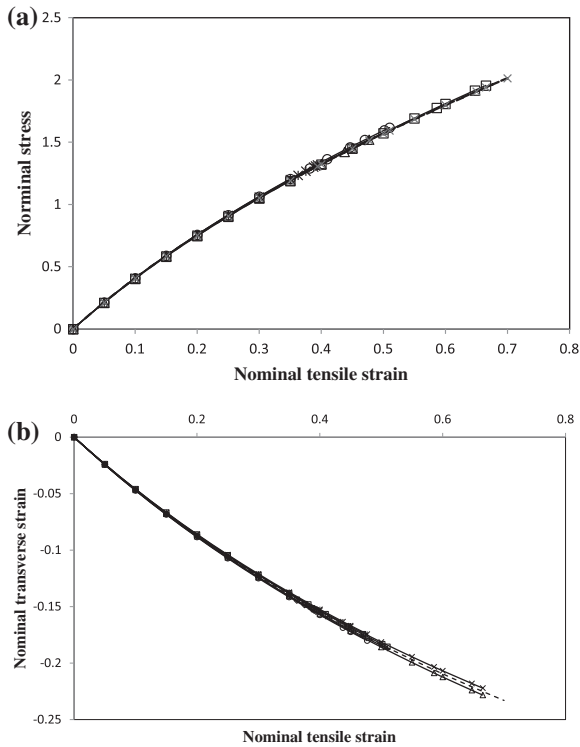 (a)
2.5
2
1.5
1
0.5
0
Norminal stress
0 0.1 0.2 0.3 0.4 0.5 0.6 0.7 0.8
Nominal tensile strain
(b)
0 0.2 0.4 0.6 0.8
0
-0.05
-0.1
-0.15
-0.2
-0.25
Nominal transverse strain
Nominal tensile strain